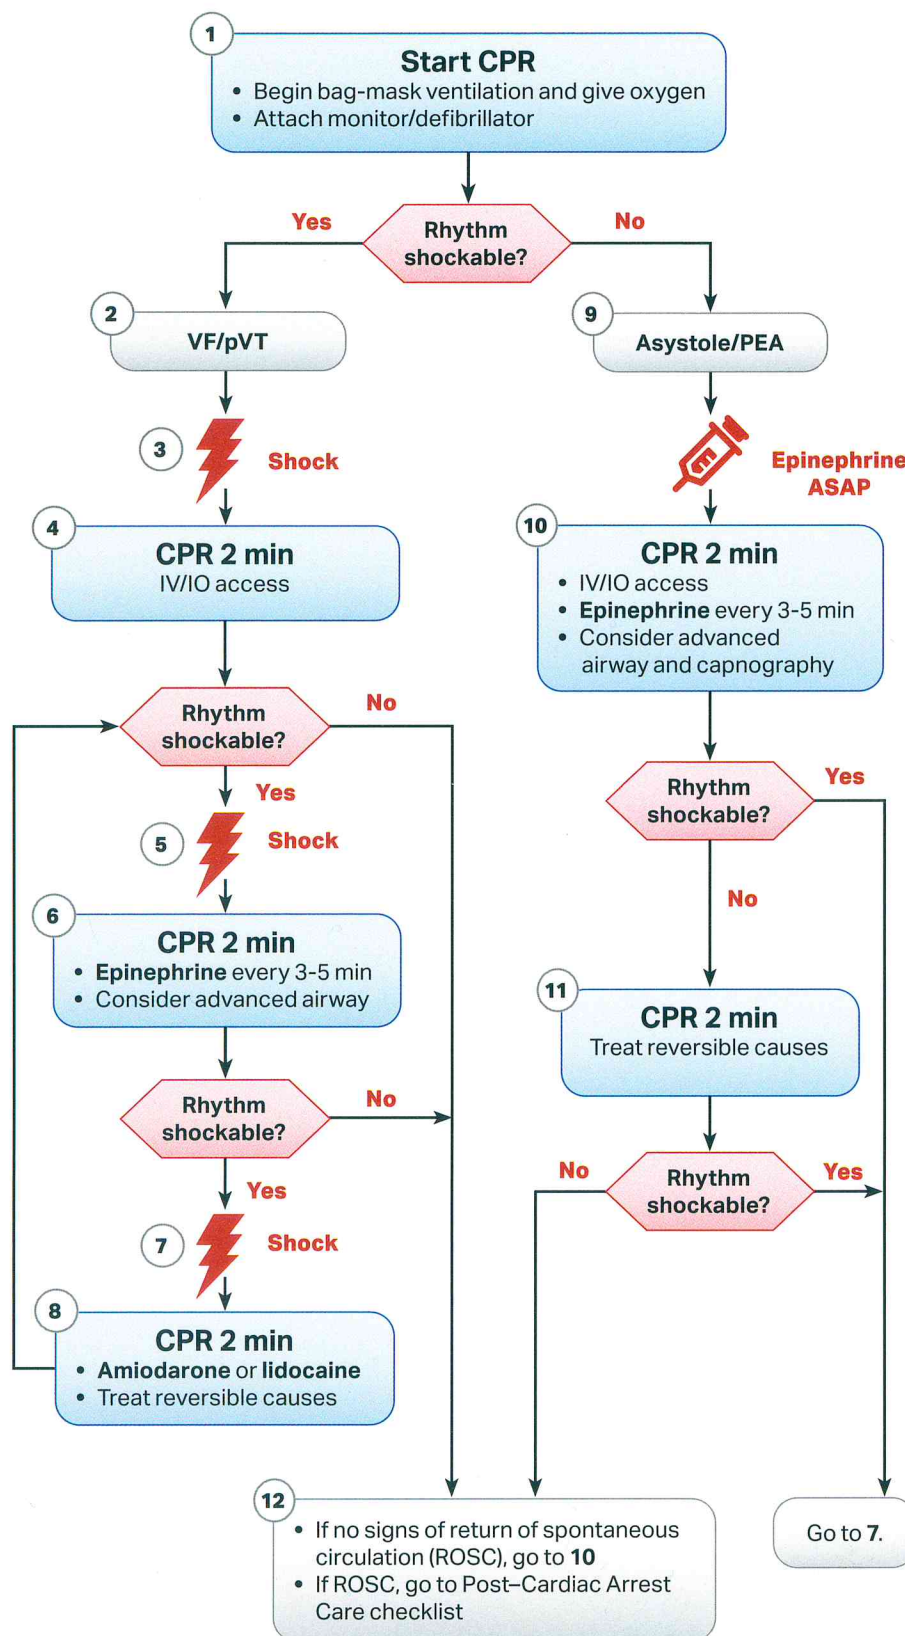 1
Start CPR
• Begin bag-mask ventilation and give oxygen
• Attach monitor/defibrillator
Rhythm
shockable?
Yes
No
2
VF/pVT
3
Shock
4
CPR 2 min
IV/IO access
Rhythm
shockable?
No
Yes
5
Shock
6
CPR 2 min
• Epinephrine every 3-5 min
• Consider advanced airway
Rhythm
shockable?
No
Yes
7
Shock
8
CPR 2 min
• Amiodarone or lidocaine
• Treat reversible causes
9
Asystole/PEA
Epinephrine
ASAP
10
CPR 2 min
• IV/IO access
• Epinephrine every 3-5 min
• Consider advanced
airway and capnography
Rhythm
shockable?
Yes
No
11
CPR 2 min
Treat reversible causes
Rhythm
shockable?
No
Yes
12
• If no signs of return of spontaneous
circulation (ROSC), go to 10
• If ROSC, go to Post–Cardiac Arrest
Care checklist
Go to 7.